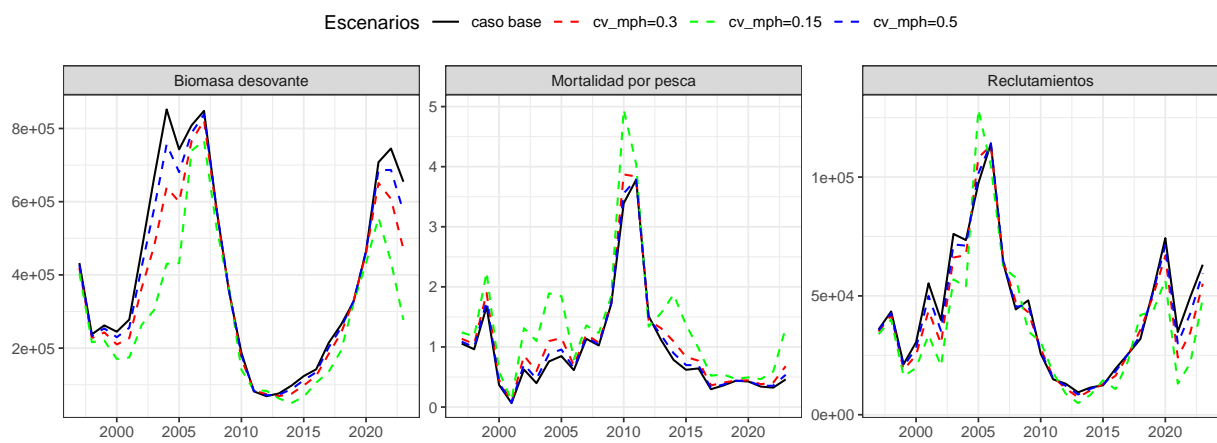 Escenarios caso base cv_mph=0.3 cv_mph=0.15 cv_mph=0.5
Biomasa desovante
8e+05
6e+05
4e+05
2e+05
2000 2005 2010 2015 2020
Mortalidad por pesca
5
4
3
2
1
0
2000 2005 2010 2015 2020
Reclutamientos
1e+05
5e+04
0e+00
2000 2005 2010 2015 2020